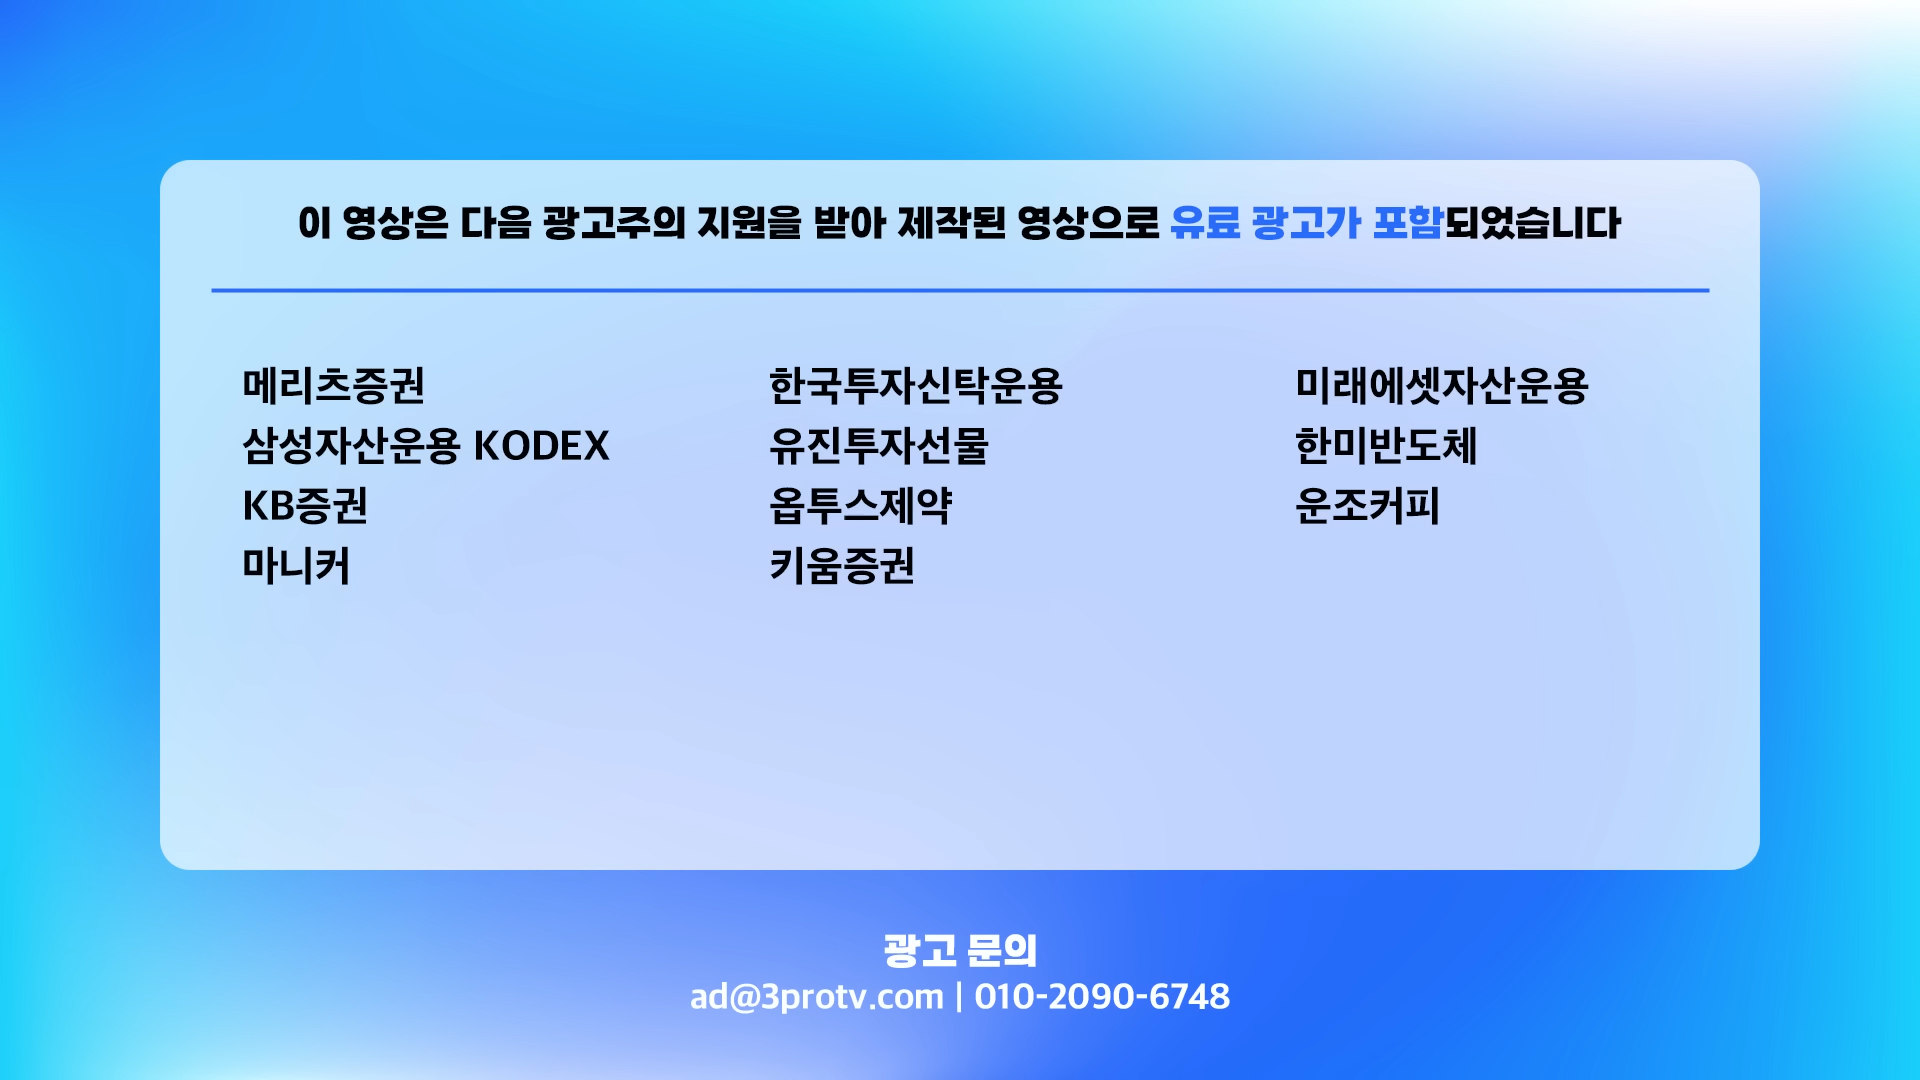 이 영상은 다음 광고주의 지원을 받아 제작된 영상으로 유료 광고가 포함되었습니다
메리츠증권
삼성자산운용 KODEX
KB증권
마니커
한국투자신탁운용
유진투자선물
옵투스제약
키움증권
미래에셋자산운용
한미반도체
운조커피
광고 문의
ad@3protv.com | 010-2090-6748